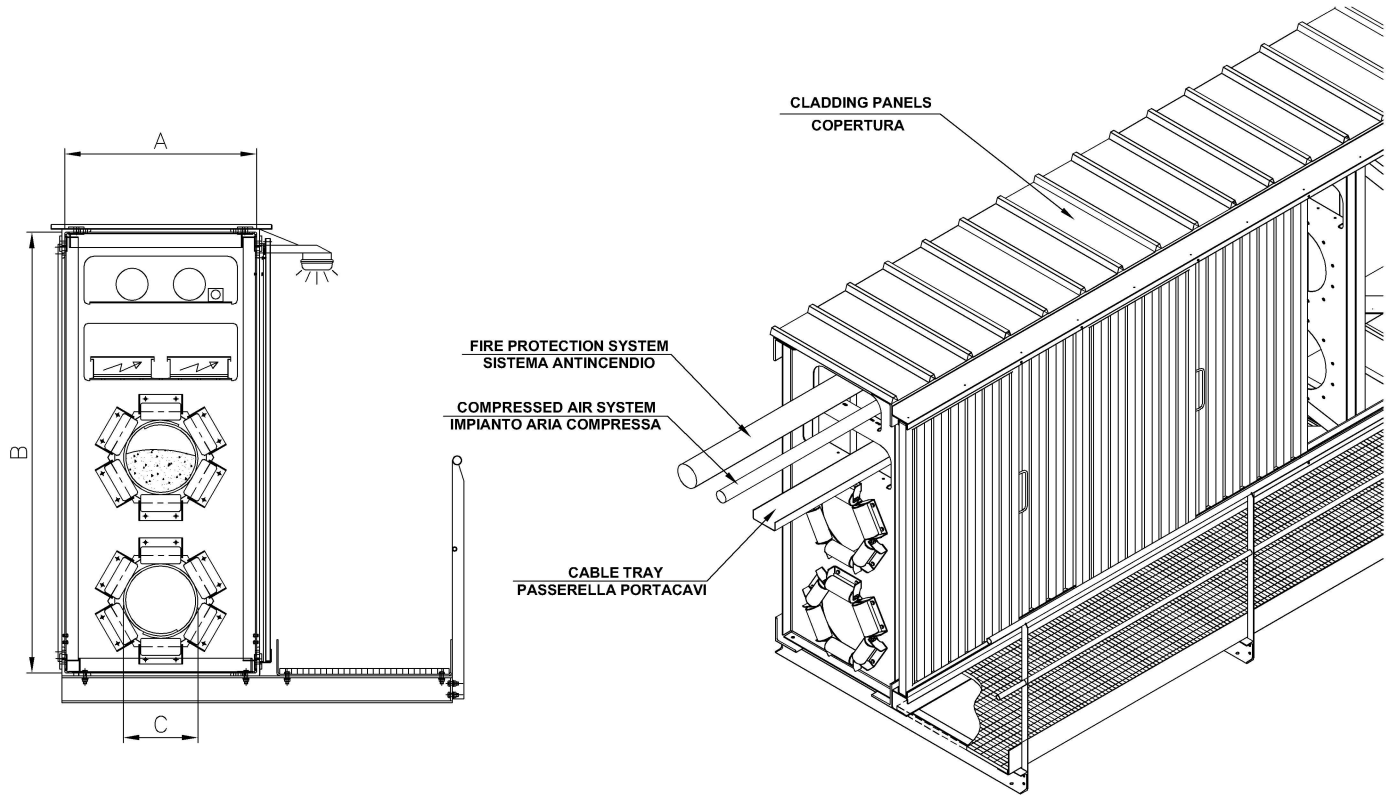 A
B
C
CLADDING PANELS
COPERTURA
FIRE PROTECTION SYSTEM
SISTEMA ANTINCENDIO
COMPRESSED AIR SYSTEM
IMPIANTO ARIA COMPRESSA
CABLE TRAY
PASSERELLA PORTACAVI